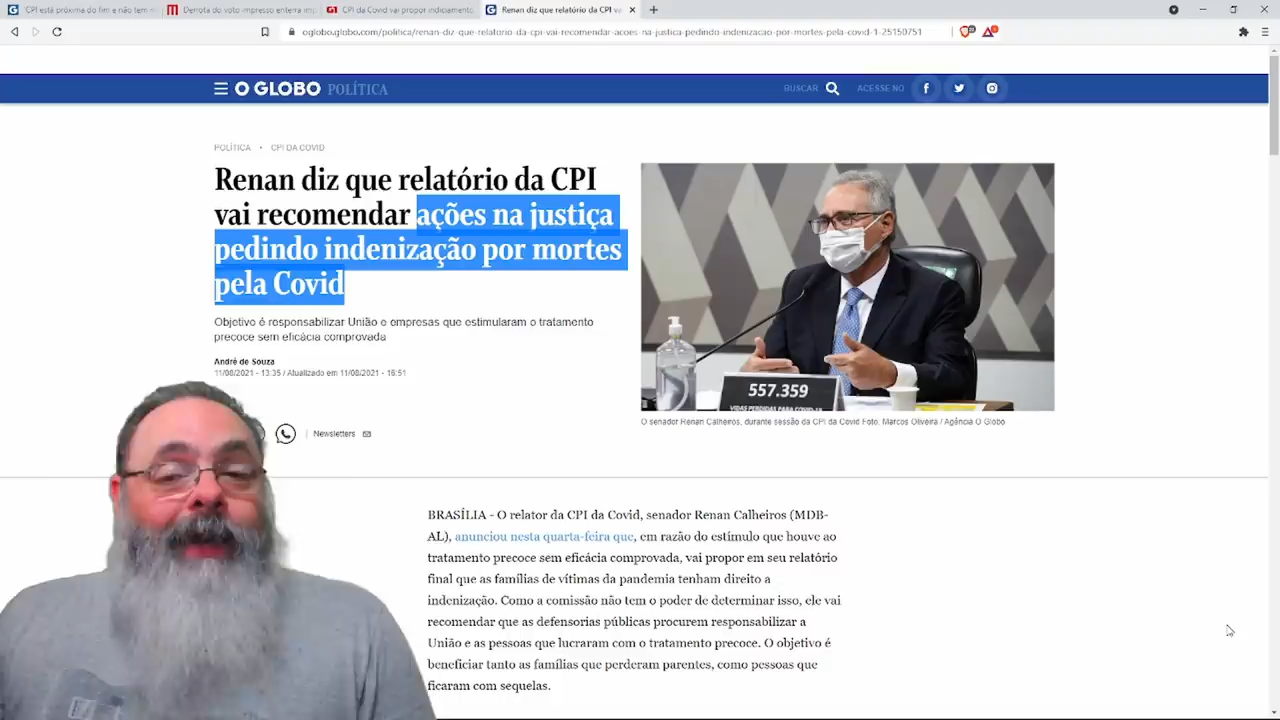 'CPI está próxima do fim e não tem m
Derrota do voto impresso enterra imp
CPI da Covid vai propor indiciamento
Renan diz que relatório da CPI va
oglobo.globo.com/politica/renan-diz-que-relatorio-da-cpi-vai-recomendar-acoes-na-justica-pedindo-indenizacao-por-mortes-pela-covid-1-25150751
O GLOBO POLÍTICA
BUSCAR
ACESSE NO
POLÍTICA • CPI DA COVID
Renan diz que relatório da CPI
vai recomendar ações na justiça
pedindo indenização por mortes
pela Covid
Objetivo é responsabilizar União e empresas que estimularam o tratamento
precoce sem eficácia comprovada
André de Souza
11/08/2021 - 13:35 / Atualizado em 11/08/2021 - 16:51
Newsletters
557.359
VIDAS PERDIDAS PARA COVID-19
O senador Renan Calheiros, durante sessão da CPI da Covid Foto: Marcos Oliveira / Agência O Globo
BRASÍLIA - O relator da CPI da Covid, senador Renan Calheiros (MDB-
AL), anunciou nesta quarta-feira que, em razão do estímulo que houve ao
tratamento precoce sem eficácia comprovada, vai propor em seu relatório
final que as famílias de vítimas da pandemia tenham direito a
indenização. Como a comissão não tem o poder de determinar isso, ele vai
recomendar que as defensorias públicas procurem responsabilizar a
União e as pessoas que lucraram com o tratamento precoce. O objetivo é
beneficiar tanto as famílias que perderam parentes, como pessoas que
ficaram com sequelas.